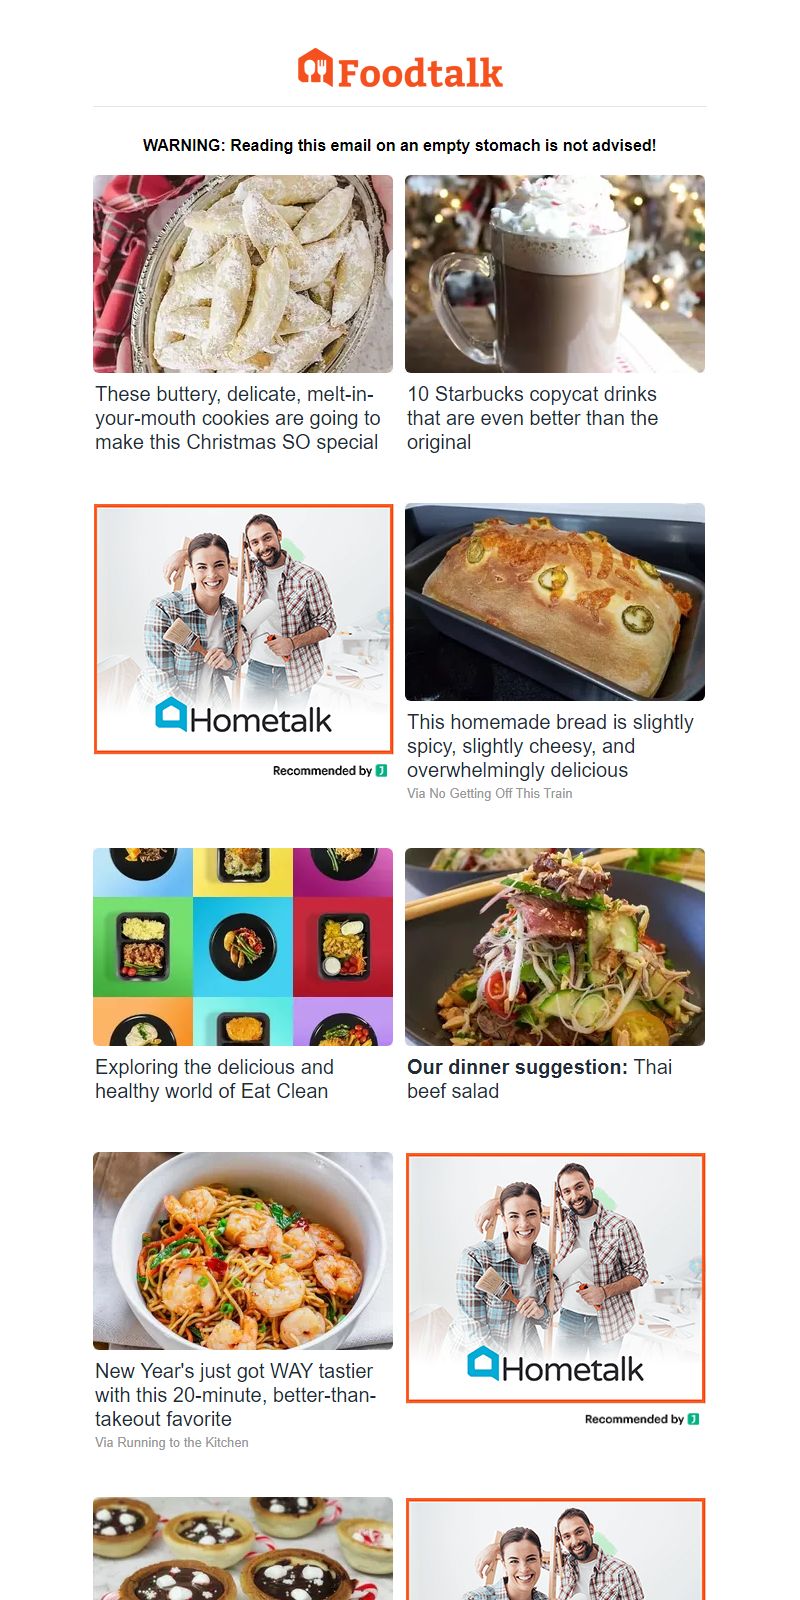 Foodtalk
WARNING: Reading this email on an empty stomach is not advised!
These buttery, delicate, melt-in-
your-mouth cookies are going to
make this Christmas SO special
10 Starbucks copycat drinks
that are even better than the
original
Hometalk
Recommended by J
This homemade bread is slightly
spicy, slightly cheesy, and
overwhelmingly delicious
Via No Getting Off This Train
Exploring the delicious and
healthy world of Eat Clean
Our dinner suggestion: Thai
beef salad
New Year's just got WAY tastier
with this 20-minute, better-than-
takeout favorite
Via Running to the Kitchen
Hometalk
Recommended by J